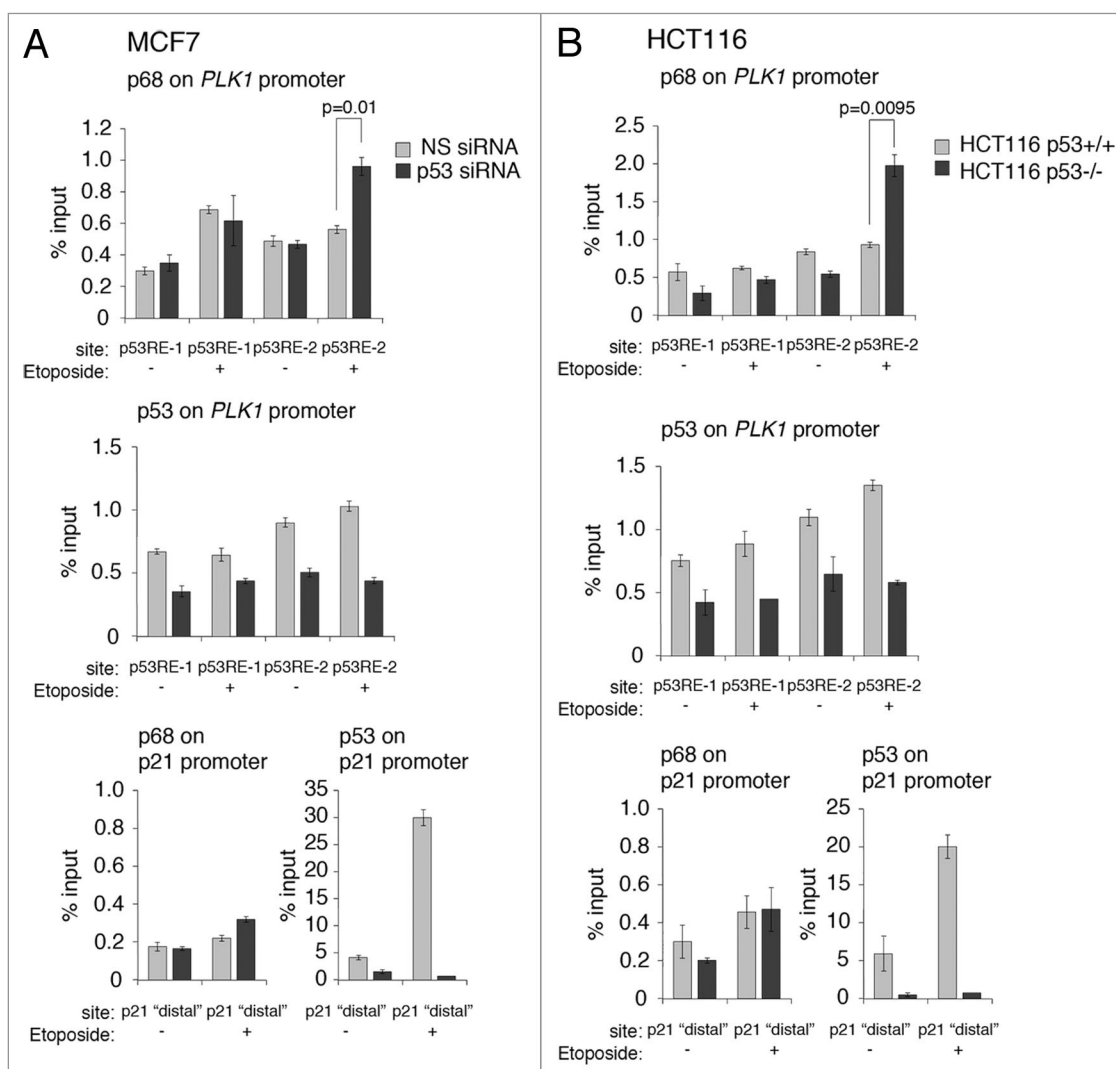 A
MCF7
p68 on PLK1 promoter
p=0.01
NS siRNA
p53 siRNA
% input
1.2
1.0
0.8
0.6
0.4
0.2
0
site: p53RE-1 p53RE-1 p53RE-2 p53RE-2
Etoposide: - + - +
p53 on PLK1 promoter
% input
1.5
1.0
0.5
0
site: p53RE-1 p53RE-1 p53RE-2 p53RE-2
Etoposide: - + - +
p68 on
p21 promoter
% input
1.0
0.8
0.6
0.4
0.2
0
p53 on
p21 promoter
% input
35
30
25
20
15
10
5
0
site: p21 “distal” p21 “distal” p21 “distal” p21 “distal”
Etoposide: - + - +
B
HCT116
p68 on PLK1 promoter
p=0.0095
HCT116 p53+/+
HCT116 p53-/-
% input
2.5
2.0
1.5
1.0
0.5
0
site: p53RE-1 p53RE-1 p53RE-2 p53RE-2
Etoposide: - + - +
p53 on PLK1 promoter
% input
1.5
1.0
0.5
0
site: p53RE-1 p53RE-1 p53RE-2 p53RE-2
Etoposide: - + - +
p68 on
p21 promoter
% input
1.0
0.8
0.6
0.4
0.2
0
p53 on
p21 promoter
% input
25
20
15
10
5
0
site: p21 “distal” p21 “distal” p21 “distal” p21 “distal”
Etoposide: - + - +